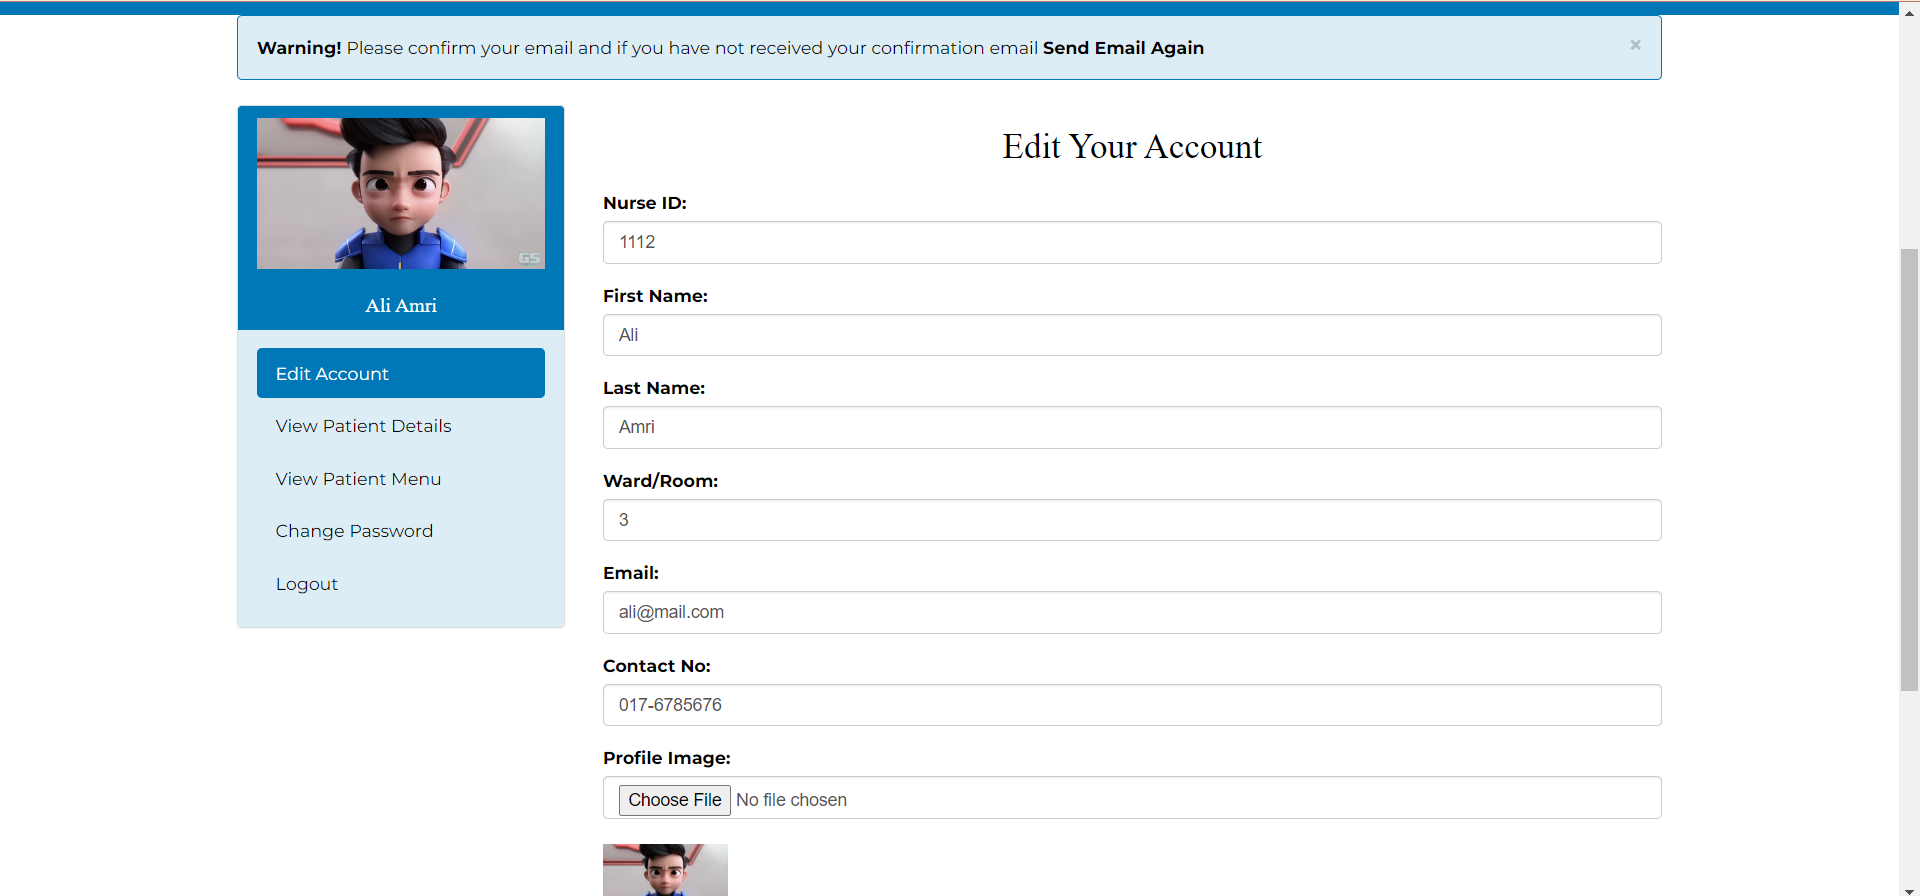 Warning! Please confirm your email and if you have not received your confirmation email Send Email Again
×
GS
Ali Amri
Edit Account
View Patient Details
View Patient Menu
Change Password
Logout
Edit Your Account
Nurse ID:
1112
First Name:
Ali
Last Name:
Amri
Ward/Room:
3
Email:
ali@mail.com
Contact No:
017-6785676
Profile Image:
Choose File No file chosen